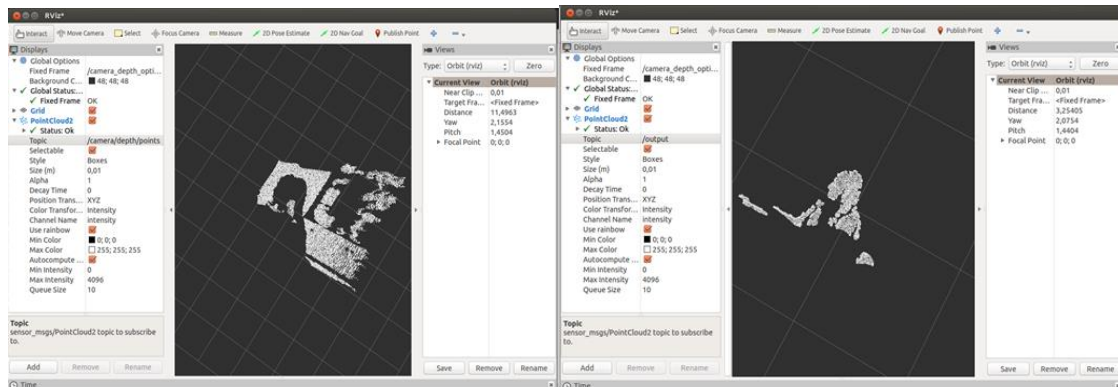 RViz*
Interact Move Camera Select Focus Camera Measure 2D Pose Estimate 2D Nav Goal Publish Point
Displays
Global Options
Fixed Frame /camera_depth_opti...
Background C... 48; 48; 48
Global Status:...
Fixed Frame OK
Grid
PointCloud2
Status: Ok
Topic /camera/depth/points
Selectable
Style Boxes
Size (m) 0,01
Alpha 1
Decay Time 0
Position Trans... XYZ
Color Transfor... Intensity
Channel Name intensity
Use rainbow
Min Color 0; 0; 0
Max Color 255; 255; 255
Autocompute ...
Min Intensity 0
Max Intensity 4096
Queue Size 10
Topic
sensor_msgs/PointCloud2 topic to subscribe
to.
Add Remove Rename
Time
Views
Type: Orbit (rviz) Zero
Current View Orbit (rviz)
Near Clip ... 0,01
Target Fra... <Fixed Frame>
Distance 11,4963
Yaw 2,1554
Pitch 1,4504
Focal Point 0; 0; 0
Save Remove Rename
RViz*
Interact Move Camera Select Focus Camera Measure 2D Pose Estimate 2D Nav Goal Publish Point
Displays
Global Options
Fixed Frame /camera_depth_opti...
Background C... 48; 48; 48
Global Status:...
Fixed Frame OK
Grid
PointCloud2
Status: Ok
Topic /output
Selectable
Style Boxes
Size (m) 0,01
Alpha 1
Decay Time 0
Position Trans... XYZ
Color Transfor... Intensity
Channel Name intensity
Use rainbow
Min Color 0; 0; 0
Max Color 255; 255; 255
Autocompute ...
Min Intensity 0
Max Intensity 4096
Queue Size 10
Topic
sensor_msgs/PointCloud2 topic to subscribe
to.
Add Remove Rename
Time
Views
Type: Orbit (rviz) Zero
Current View Orbit (rviz)
Near Clip ... 0,01
Target Fra... <Fixed Frame>
Distance 3,25405
Yaw 2,0754
Pitch 1,4404
Focal Point 0; 0; 0
Save Remove Rename